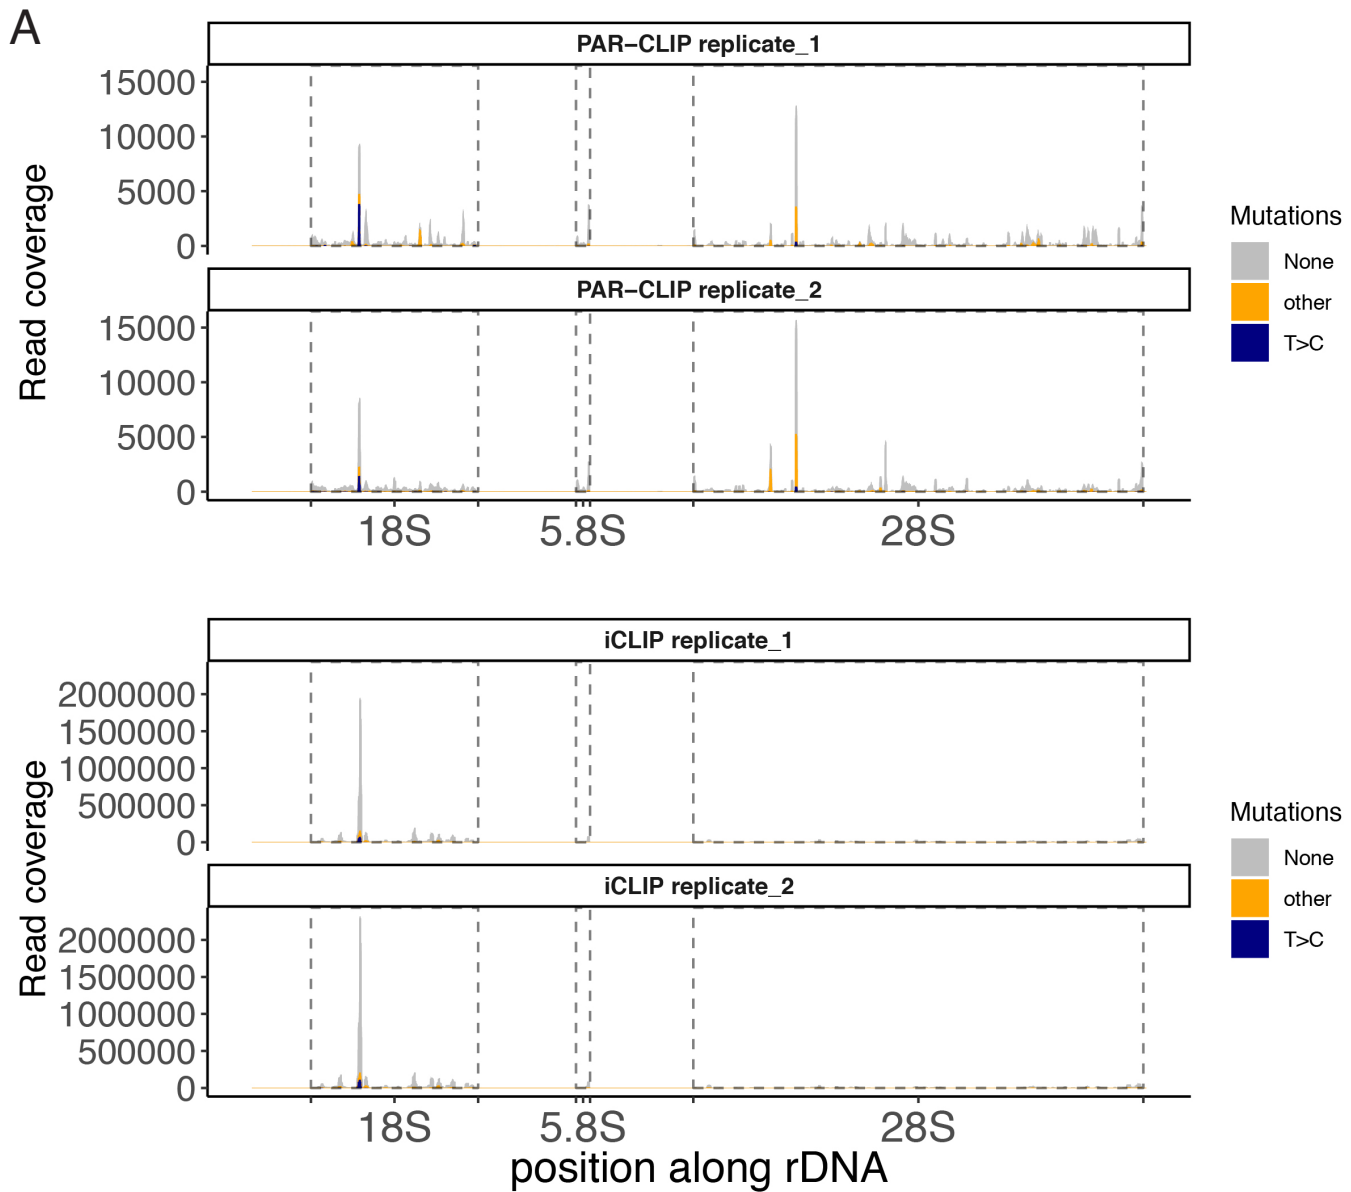 A
PAR−CLIP replicate_1
15000
10000
5000
0
PAR−CLIP replicate_2
15000
10000
5000
0
Read coverage
18S 5.8S 28S
Mutations
None
other
T>C
iCLIP replicate_1
2000000
1500000
1000000
500000
0
iCLIP replicate_2
2000000
1500000
1000000
500000
0
Read coverage
18S 5.8S 28S
position along rDNA
Mutations
None
other
T>C